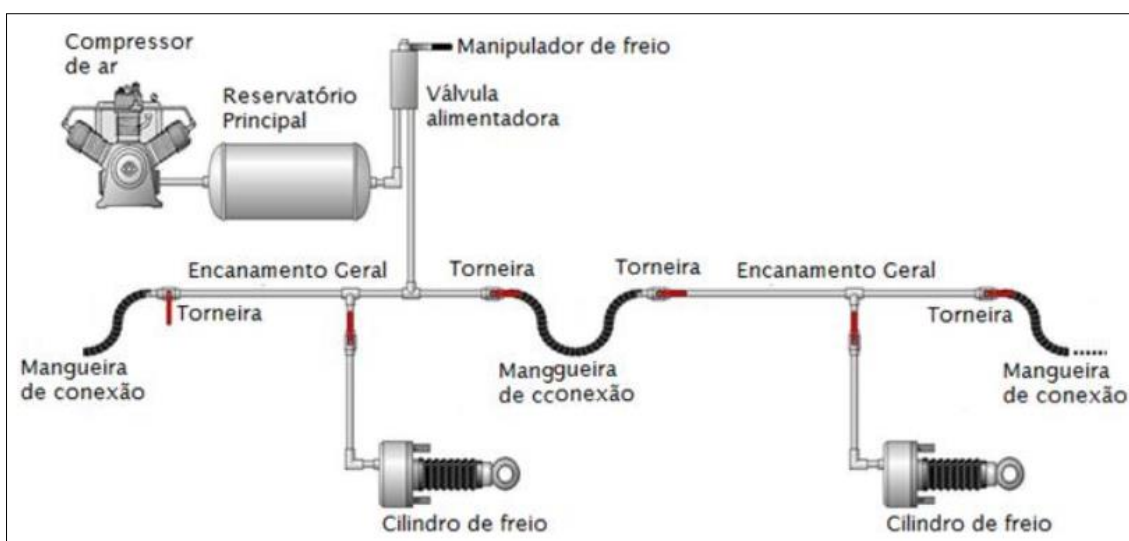 Compressor
de ar
Reservatório
Principal
Manipulador de freio
Válvula
alimentadora
Encanamento Geral
Torneira
Torneira
Encanamento Geral
Torneira
Torneira
Mangueira
de conexão
Manggueira
de cconexão
Mangueira
de conexão
Cilindro de freio
Cilindro de freio